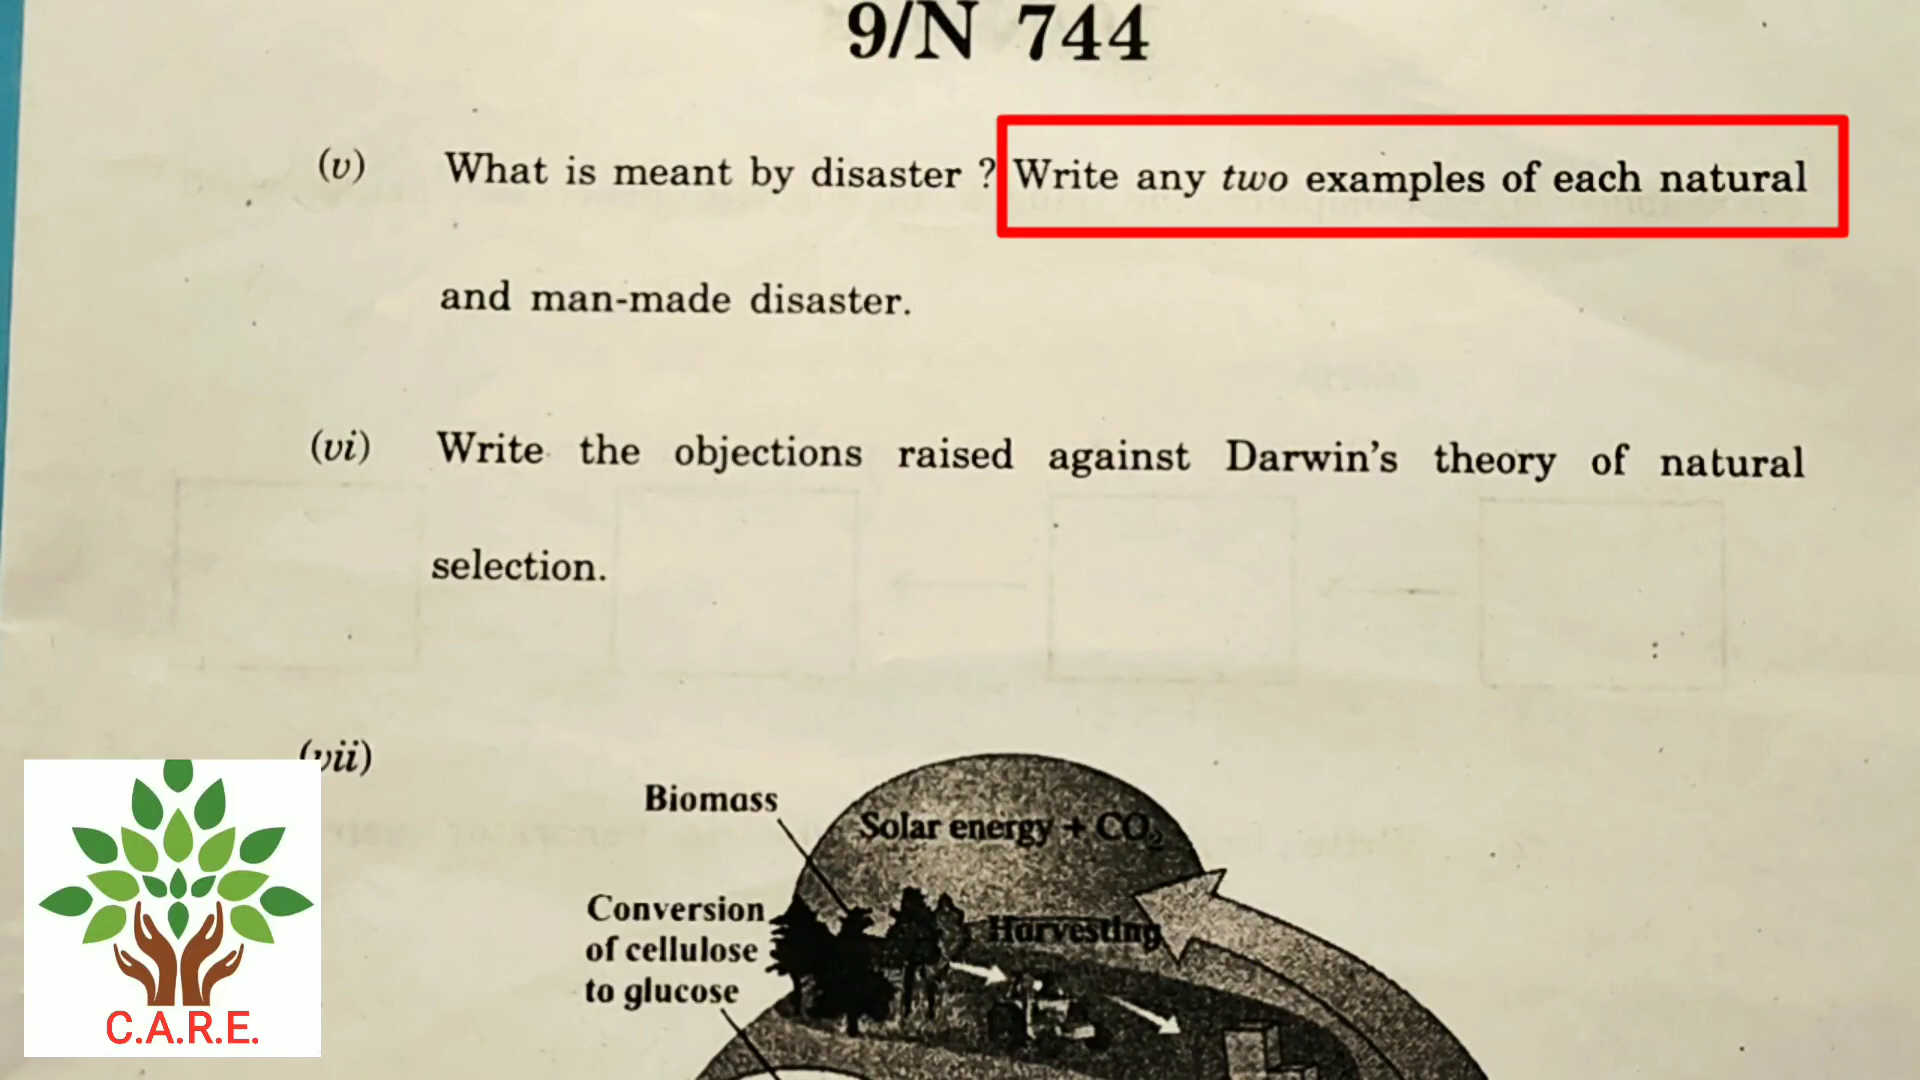 9/N 744
(v) What is meant by disaster ? Write any two examples of each natural
and man-made disaster.
(vi) Write the objections raised against Darwin's theory of natural
selection.
(vii)
Biomass
Solar energy + CO₂
Harvesting
Conversion
of cellulose
to glucose
C.A.R.E.